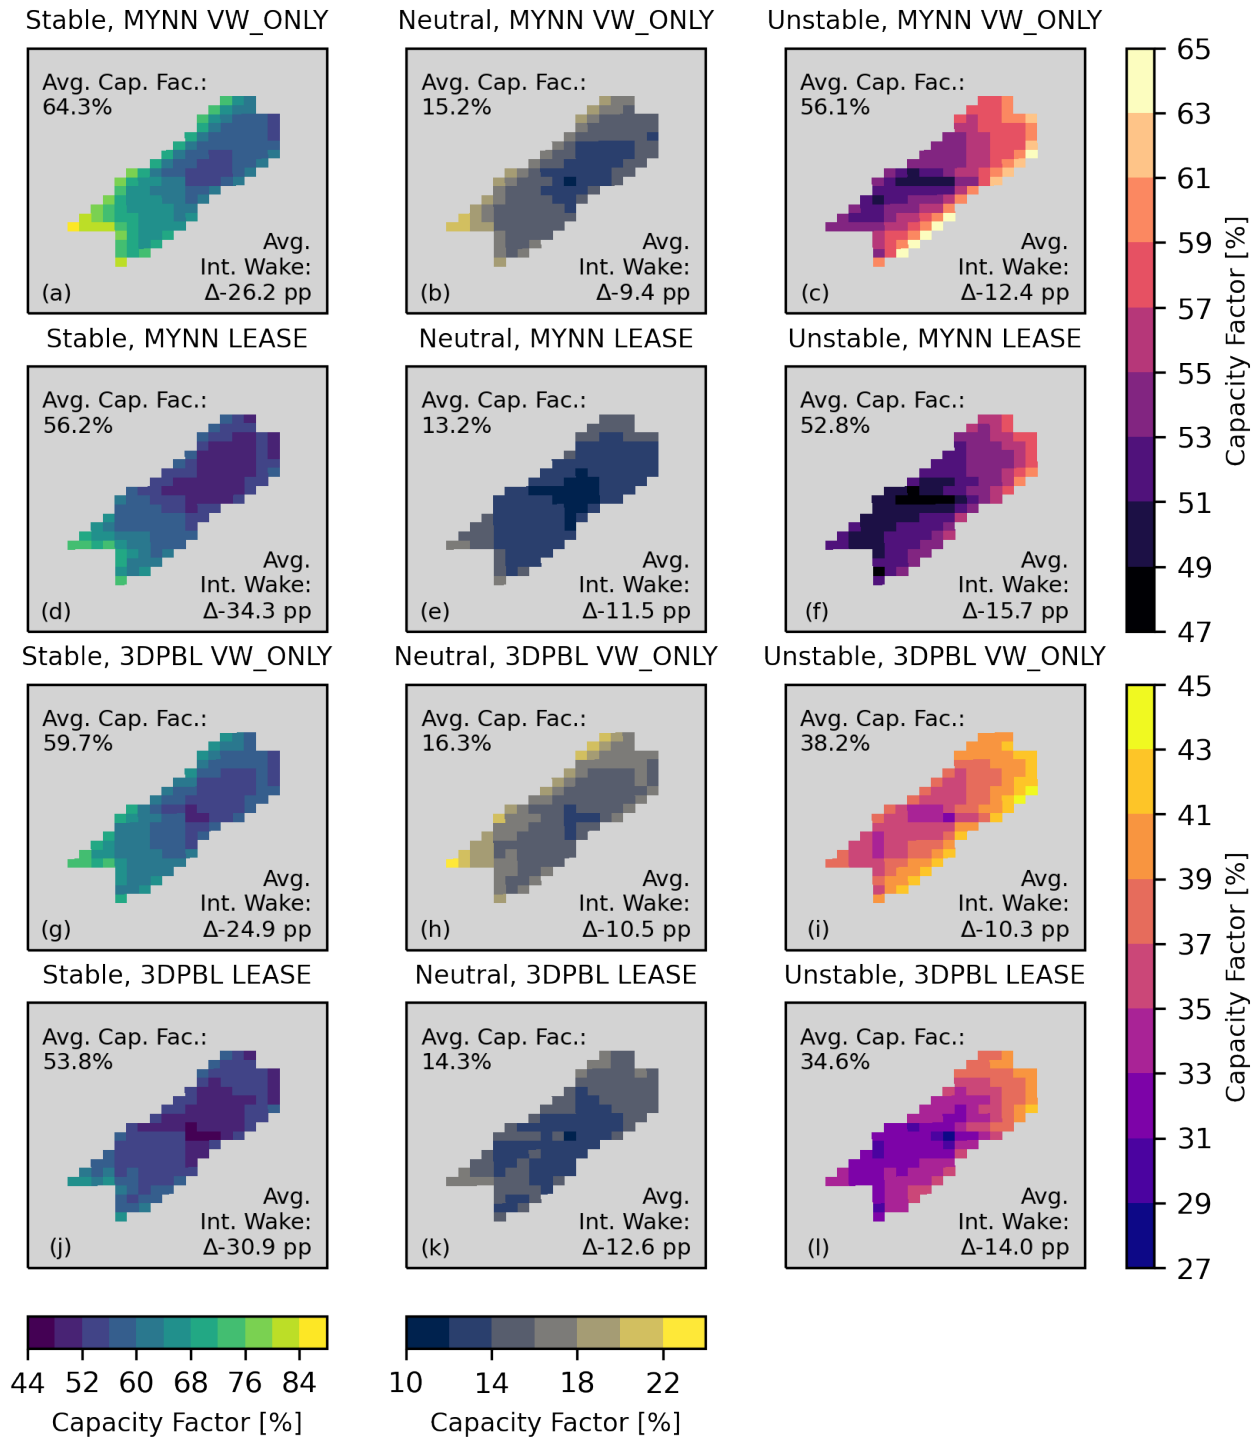 Stable, MYNN VW_ONLY
Neutral, MYNN VW_ONLY
Unstable, MYNN VW_ONLY
Avg. Cap. Fac.:
64.3%
Avg.
Int. Wake:
(a)
Δ-26.2 pp
Avg. Cap. Fac.:
15.2%
Avg.
Int. Wake:
(b)
Δ-9.4 pp
Avg. Cap. Fac.:
56.1%
Avg.
Int. Wake:
(c)
Δ-12.4 pp
Stable, MYNN LEASE
Neutral, MYNN LEASE
Unstable, MYNN LEASE
Avg. Cap. Fac.:
56.2%
Avg.
Int. Wake:
(d)
Δ-34.3 pp
Avg. Cap. Fac.:
13.2%
Avg.
Int. Wake:
(e)
Δ-11.5 pp
Avg. Cap. Fac.:
52.8%
Avg.
Int. Wake:
(f)
Δ-15.7 pp
65
63
61
59
57
55
53
51
49
47
Capacity Factor [%]
Stable, 3DPBL VW_ONLY
Neutral, 3DPBL VW_ONLY
Unstable, 3DPBL VW_ONLY
Avg. Cap. Fac.:
59.7%
Avg.
Int. Wake:
(g)
Δ-24.9 pp
Avg. Cap. Fac.:
16.3%
Avg.
Int. Wake:
(h)
Δ-10.5 pp
Avg. Cap. Fac.:
38.2%
Avg.
Int. Wake:
(i)
Δ-10.3 pp
Stable, 3DPBL LEASE
Neutral, 3DPBL LEASE
Unstable, 3DPBL LEASE
Avg. Cap. Fac.:
53.8%
Avg.
Int. Wake:
(j)
Δ-30.9 pp
Avg. Cap. Fac.:
14.3%
Avg.
Int. Wake:
(k)
Δ-12.6 pp
Avg. Cap. Fac.:
34.6%
Avg.
Int. Wake:
(l)
Δ-14.0 pp
45
43
41
39
37
35
33
31
29
27
Capacity Factor [%]
44 52 60 68 76 84
Capacity Factor [%]
10 14 18 22
Capacity Factor [%]